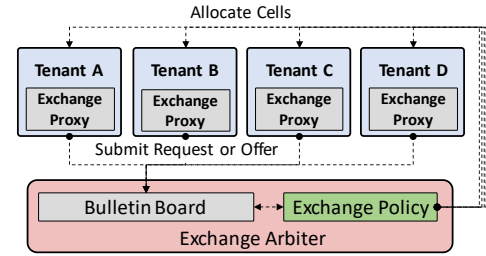 Allocate Cells
Tenant A
Tenant B
Tenant C
Tenant D
Exchange
Proxy
Exchange
Proxy
Exchange
Proxy
Exchange
Proxy
Submit Request or Offer
Bulletin Board
Exchange Policy
Exchange Arbiter